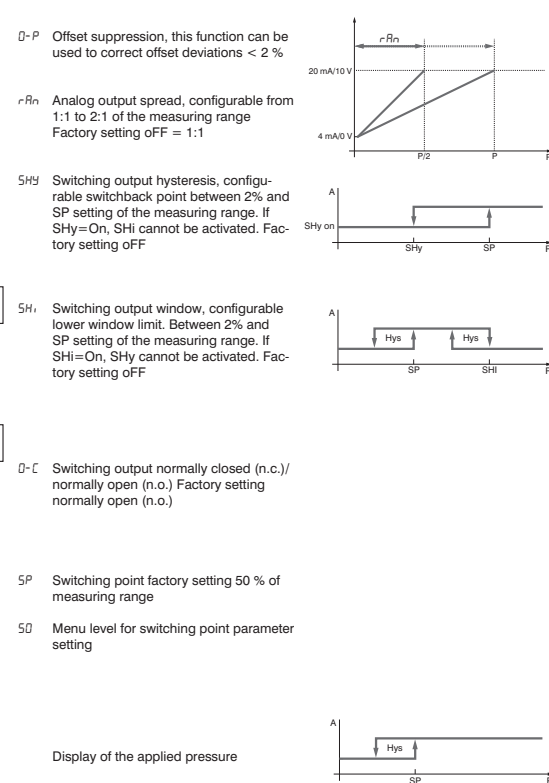 0-P Offset suppression, this function can be
used to correct offset deviations < 2 %
rAn
20 mA/10 V
4 mA/0 V
P/2 P P
rAn Analog output spread, configurable from
1:1 to 2:1 of the measuring range
Factory setting oFF = 1:1
SHY Switching output hysteresis, configu-
rable switchback point between 2% and
SP setting of the measuring range. If
SHy=On, SHi cannot be activated. Fac-
tory setting oFF
A
SHy on
SHy SP P
SHi Switching output window, configurable
lower window limit. Between 2% and
SP setting of the measuring range. If
SHi=On, SHy cannot be activated. Fac-
tory setting oFF
A
Hys Hys
SP SHI P
0-C Switching output normally closed (n.c.)/
normally open (n.o.) Factory setting
normally open (n.o.)
SP Switching point factory setting 50 % of
measuring range
SO Menu level for switching point parameter
setting
Display of the applied pressure
A
Hys
SP P